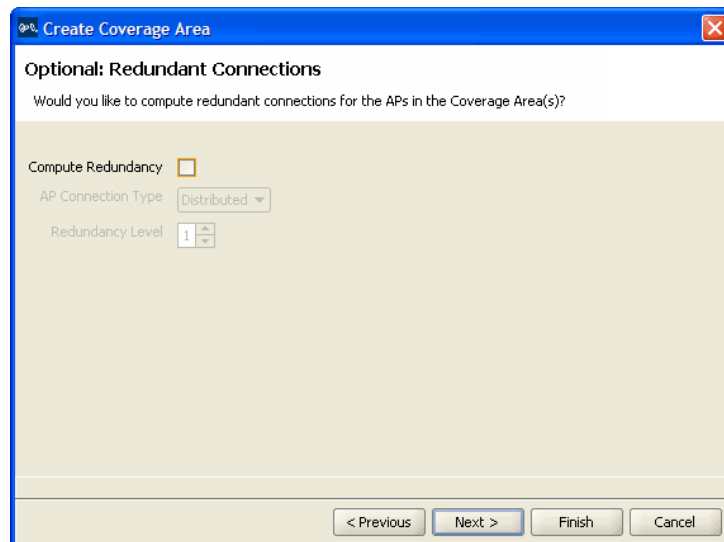 Create Coverage Area
Optional: Redundant Connections
Would you like to compute redundant connections for the APs in the Coverage Area(s)?
Compute Redundancy
AP Connection Type Distributed
Redundancy Level 1
< Previous Next > Finish Cancel